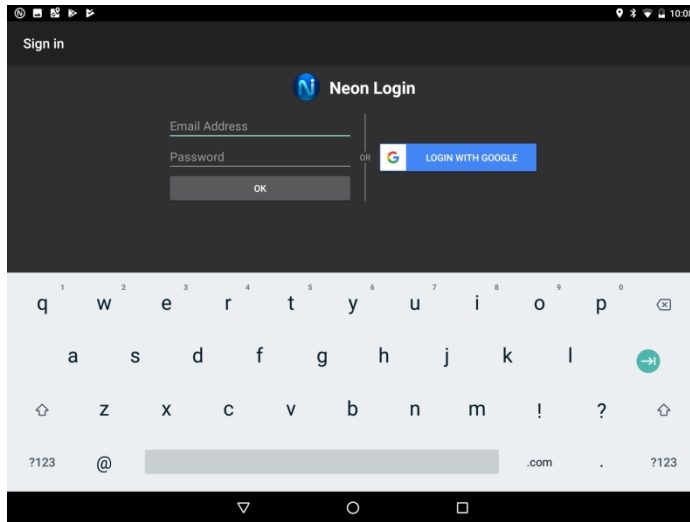 10:08
Sign in
Neon Login
Email Address
Password
OR
LOGIN WITH GOOGLE
OK
q 1 w 2 e 3 r 4 t 5 y 6 u 7 i 8 o 9 p 0
a s d f g h j k l
z x c v b n m ! ?
?123 @ .com . ?123